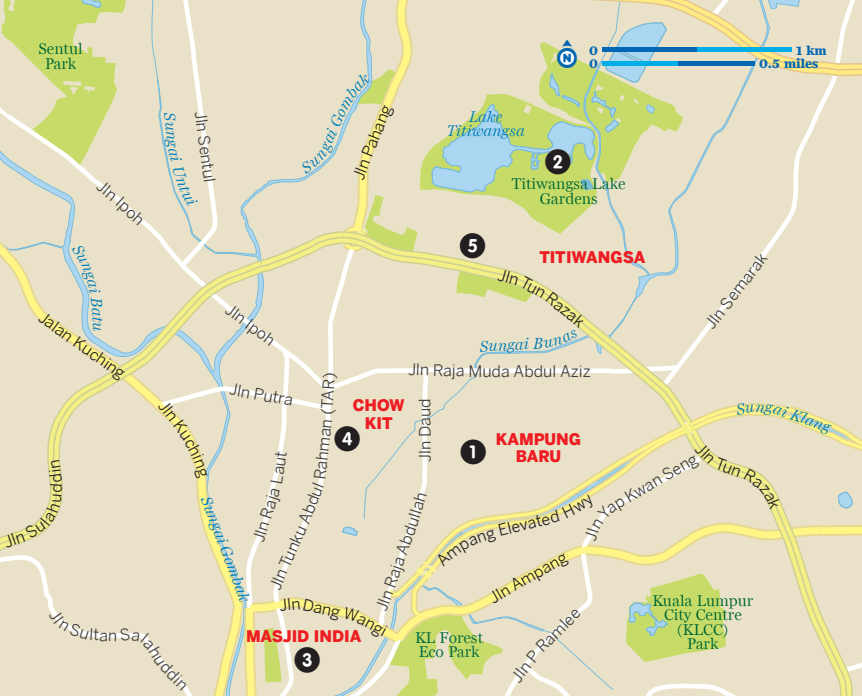 Sentul
Park
0
1 km
N
0
0.5 miles
Sungai Gombak
Jln Pahang
Lake
Titiwangsa
Sungai Untui
Jln Sentul
2
Titiwangsa Lake
Gardens
Jln Ipoh
5
TITIWANGSA
Jln Tun Razak
Jln Semarak
Sungai Batu
Jln Ipoh
Jalan Kuching
Sungai Bunas
Jln Raja Muda Abdul Aziz
Jln Putra
CHOW
KIT
4
Jln Daud
1
KAMPUNG
BARU
Sungai Klang
Jln Kuching
Jln Tunku Abdul Rahman (TAR)
Jln Raja Laut
Jln Yap Kwan Seng
Jln Tun Razak
Jln Sulahuddin
Sungai Gombak
Jln Raja Abdullah
Ampang Elevated Hwy
Jln Ampang
Jln Dang Wangi
Jln Sultan Salahuddin
MASJID INDIA
3
KL Forest
Eco Park
Jln P Ramlee
Kuala Lumpur
City Centre
(KLCC)
Park